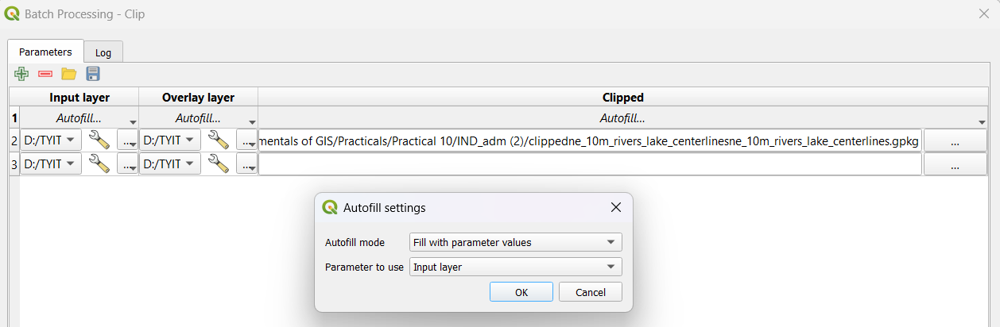 Batch Processing - Clip
Parameters Log
Input layer Overlay layer Clipped
1 Autofill... Autofill... Autofill...
2 D:/TYIT ... D:/TYIT ... mentals of GIS/Practicals/Practical 10/IND_adm (2)/clippedne_10m_rivers_lake_centerlinesne_10m_rivers_lake_centerlines.gpkg ...
3 D:/TYIT ... D:/TYIT ... ...
Autofill settings
Autofill mode Fill with parameter values
Parameter to use Input layer
OK Cancel